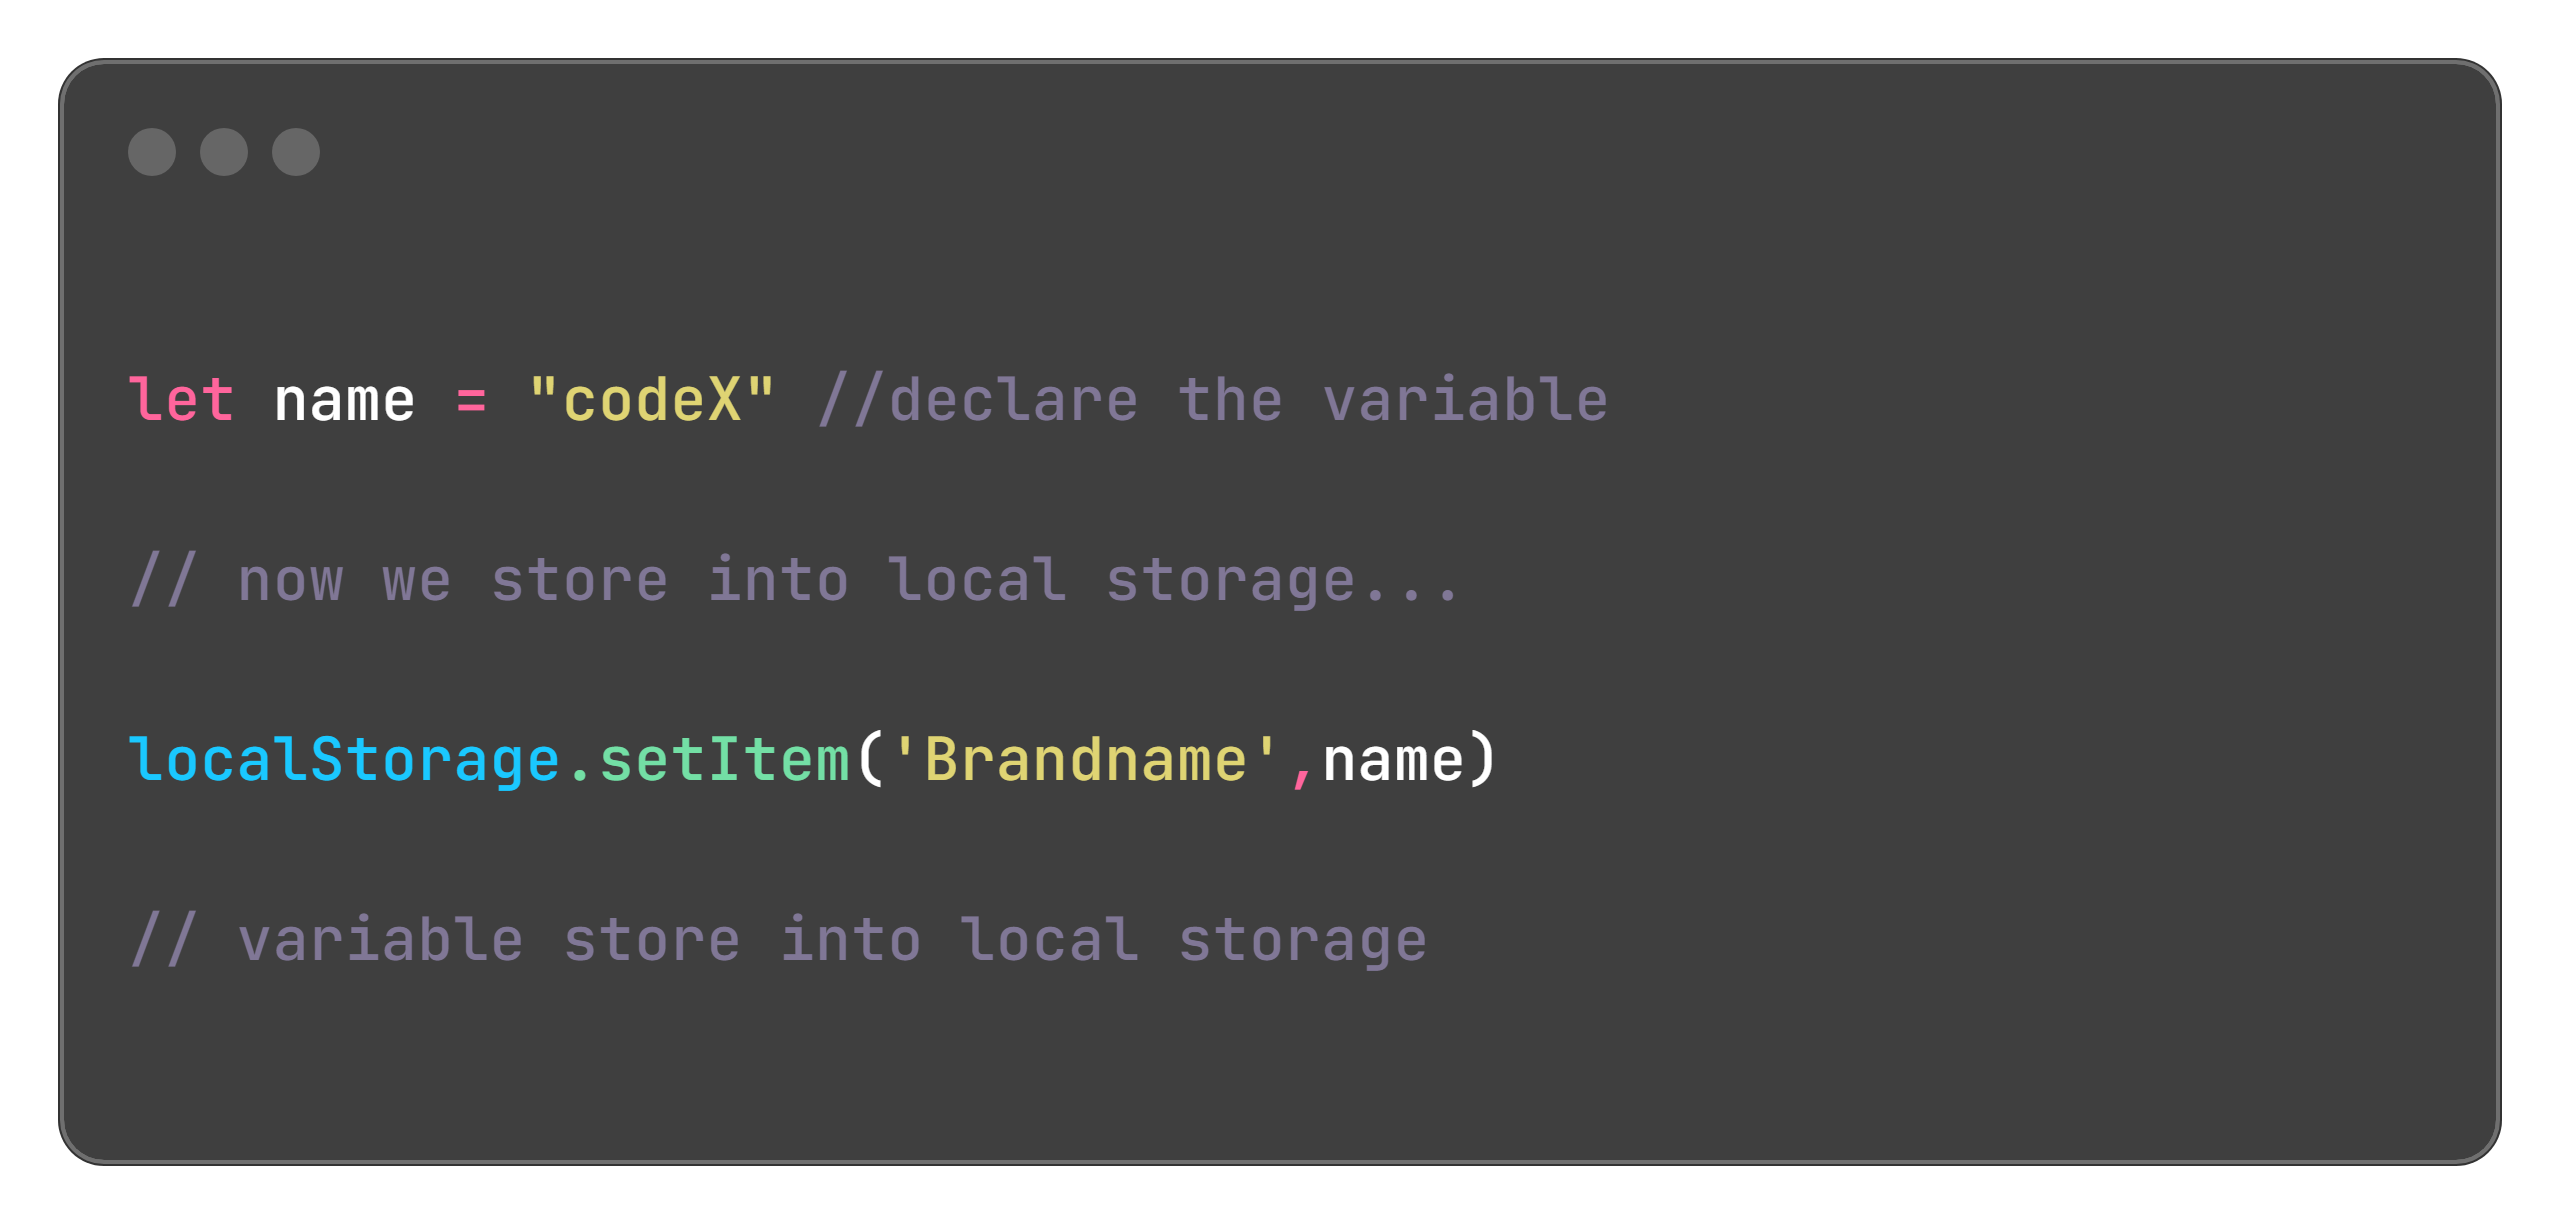 let name = "codeX" //declare the variable
// now we store into local storage...
localStorage.setItem('Brandname',name)
// variable store into local storage